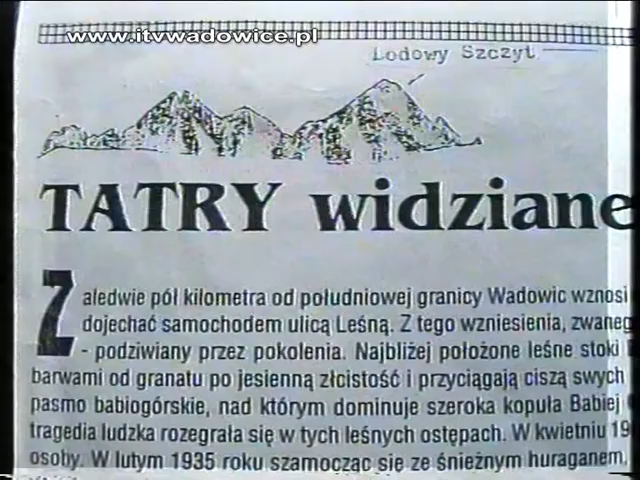 www.itvwadowice.pl
Lodowy Szczyt
TATRY widziane
Zaledwie pół kilometra od południowej granicy Wadowic wznosi
dojechać samochodem ulicą Leśną. Z tego wzniesienia, zwaneg
- podziwiany przez pokolenia. Najbliżej położone leśne stoki
barwami od granatu po jesienną złcistość i przyciągają ciszą swych
pasmo babiogórskie, nad którym dominuje szeroka kopuła Babiej
tragedia ludzka rozegrała się w tych leśnych ostępach. W kwietniu 19
osoby. W lutym 1935 roku szamocząc się ze śnieżnym huraganem,